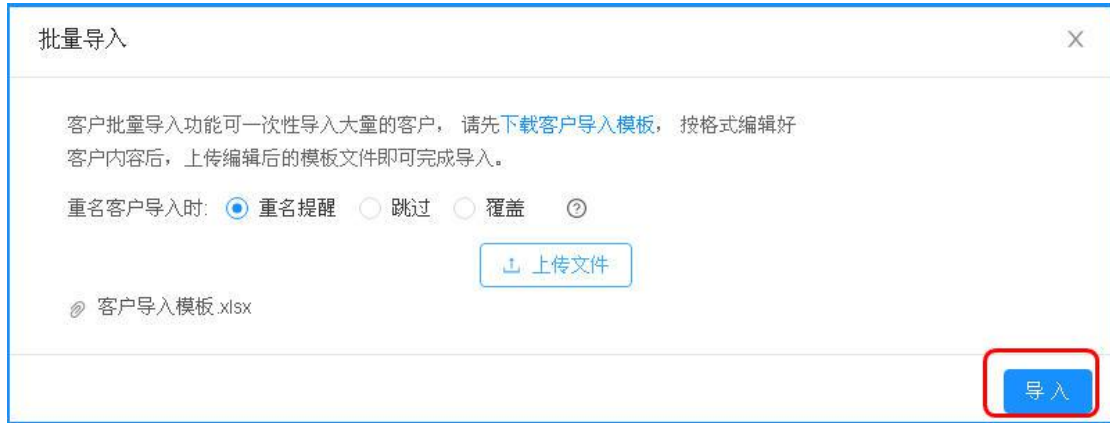 批量导入
客户批量导入功能可一次性导入大量的客户， 请先下载客户导入模板， 按格式编辑好
客户内容后，上传编辑后的模板文件即可完成导入。
重名客户导入时: 重名提醒 跳过 覆盖
上传文件
客户导入模板.xlsx
导 入